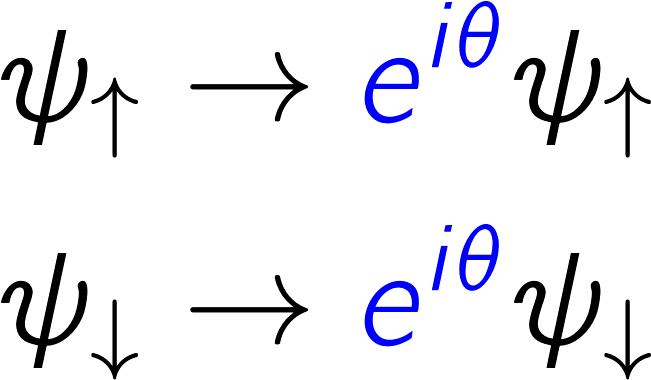 ψ↑ → e^{iθ} ψ↑
ψ↓ → e^{iθ} ψ↓